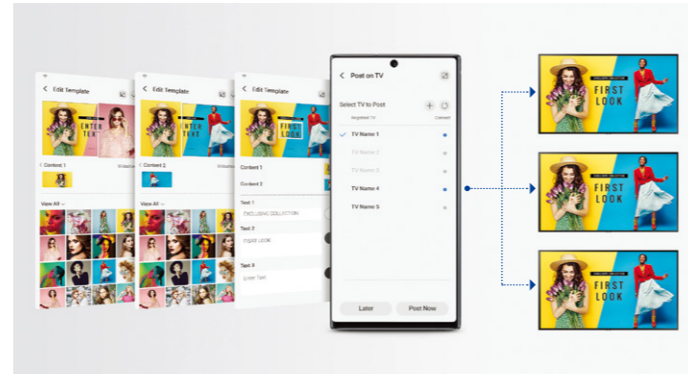 Edit Template
ENTER
TEXT
Content 1
View All
Edit Template
ENTER
TEXT
Content 2
View All
Edit Template
FIRST
LOOK
Content 1
Content 2
Text 1
EXCLUSIVE COLLECTION
Text 2
FIRST LOOK
Text 3
Enter Text
Post on TV
Select TV to Post
TV Name 1
TV Name 2
TV Name 3
TV Name 4
TV Name 5
Later
Post Now
FIRST
LOOK
FIRST
LOOK
FIRST
LOOK